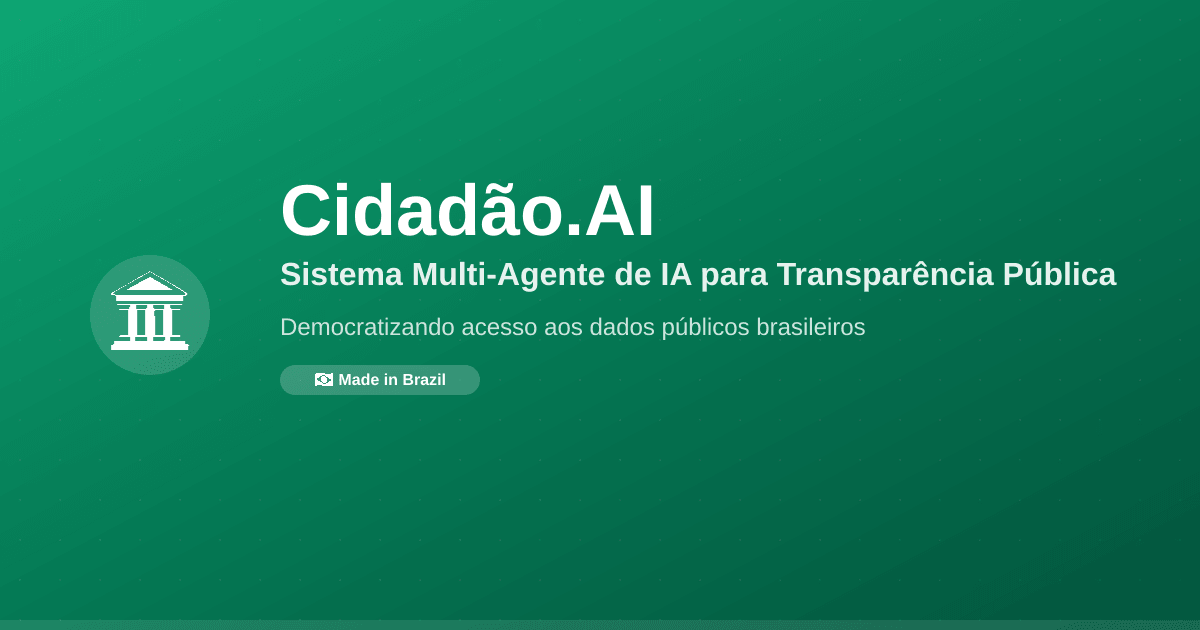 Cidadão.AI
Sistema Multi-Agente de IA para Transparência Pública
Democratizando acesso aos dados públicos brasileiros
🇧🇷 Made in Brazil